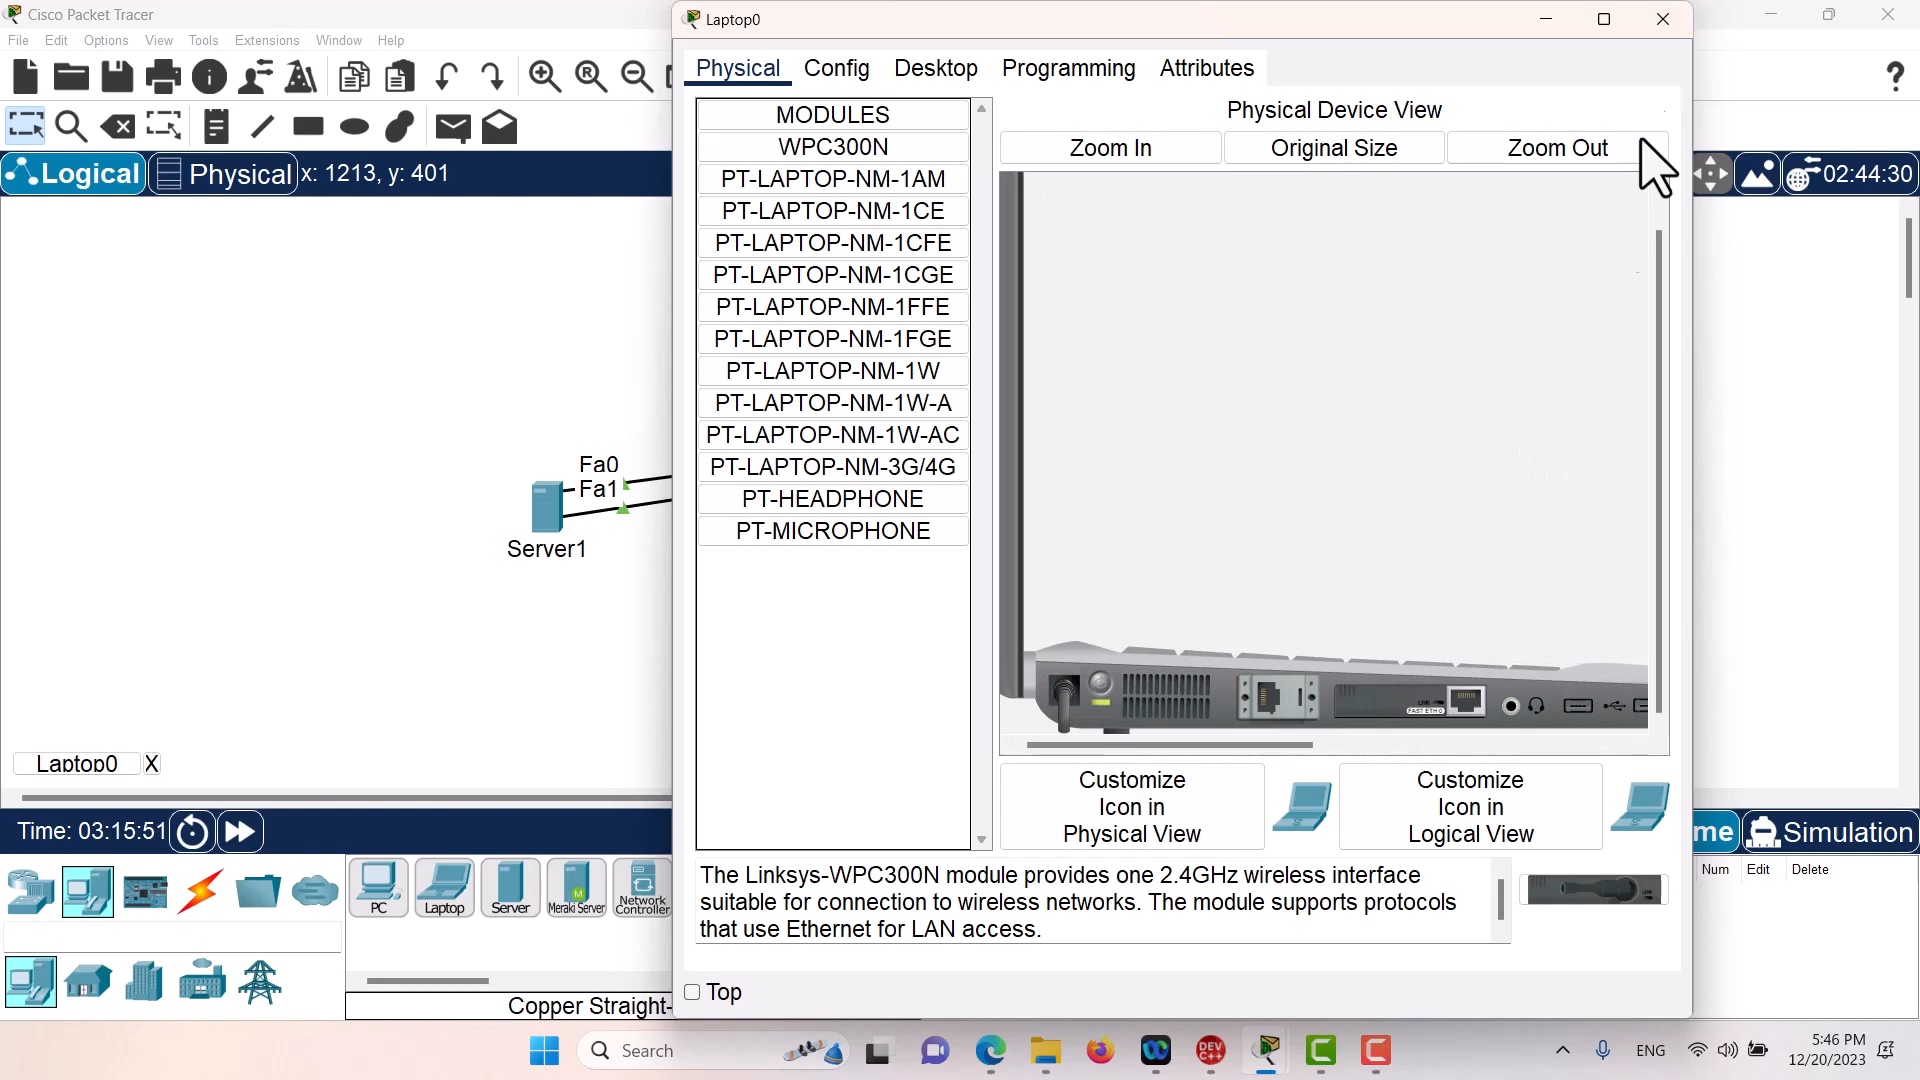 Cisco Packet Tracer
File Edit Options View Tools Extensions Window Help
Logical Physical x: 1213, y: 401
Fa0
Fa1
Server1
Laptop0 X
Time: 03:15:51
PC Laptop Server Meraki Server Network Controller
Copper Straight-
Laptop0
Physical Config Desktop Programming Attributes
MODULES
WPC300N
PT-LAPTOP-NM-1AM
PT-LAPTOP-NM-1CE
PT-LAPTOP-NM-1CFE
PT-LAPTOP-NM-1CGE
PT-LAPTOP-NM-1FFE
PT-LAPTOP-NM-1FGE
PT-LAPTOP-NM-1W
PT-LAPTOP-NM-1W-A
PT-LAPTOP-NM-1W-AC
PT-LAPTOP-NM-3G/4G
PT-HEADPHONE
PT-MICROPHONE
Physical Device View
Zoom In Original Size Zoom Out
LINK
FAST ETH 0
Customize
Icon in
Physical View
Customize
Icon in
Logical View
The Linksys-WPC300N module provides one 2.4GHz wireless interface
suitable for connection to wireless networks. The module supports protocols
that use Ethernet for LAN access.
Top
?
02:44:30
me Simulation
Num Edit Delete
Search
DEV C++
ENG
5:46 PM
12/20/2023